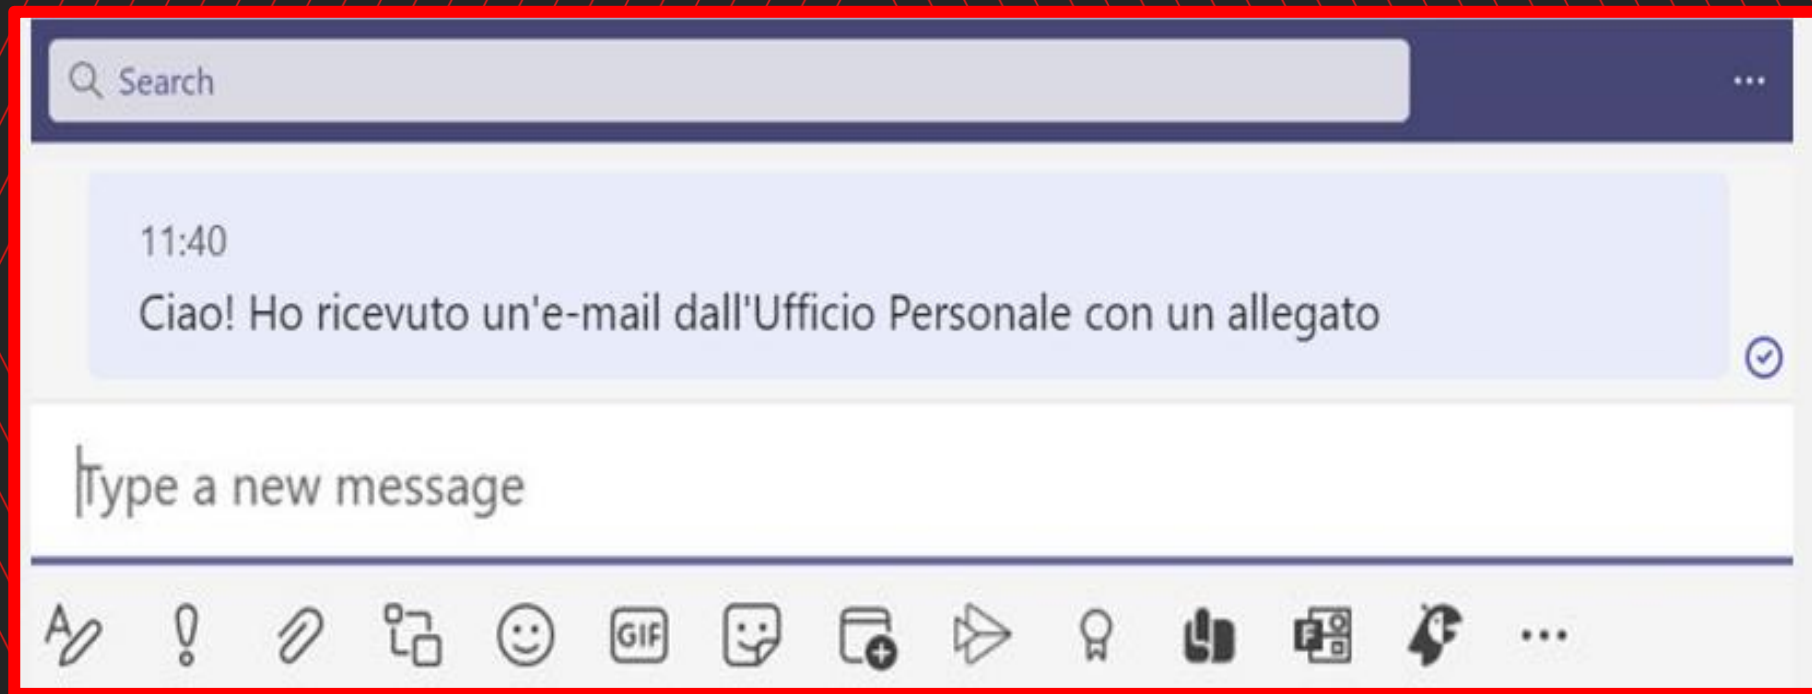 Search
11:40
Ciao! Ho ricevuto un'e-mail dall'Ufficio Personale con un allegato
Type a new message
GIF